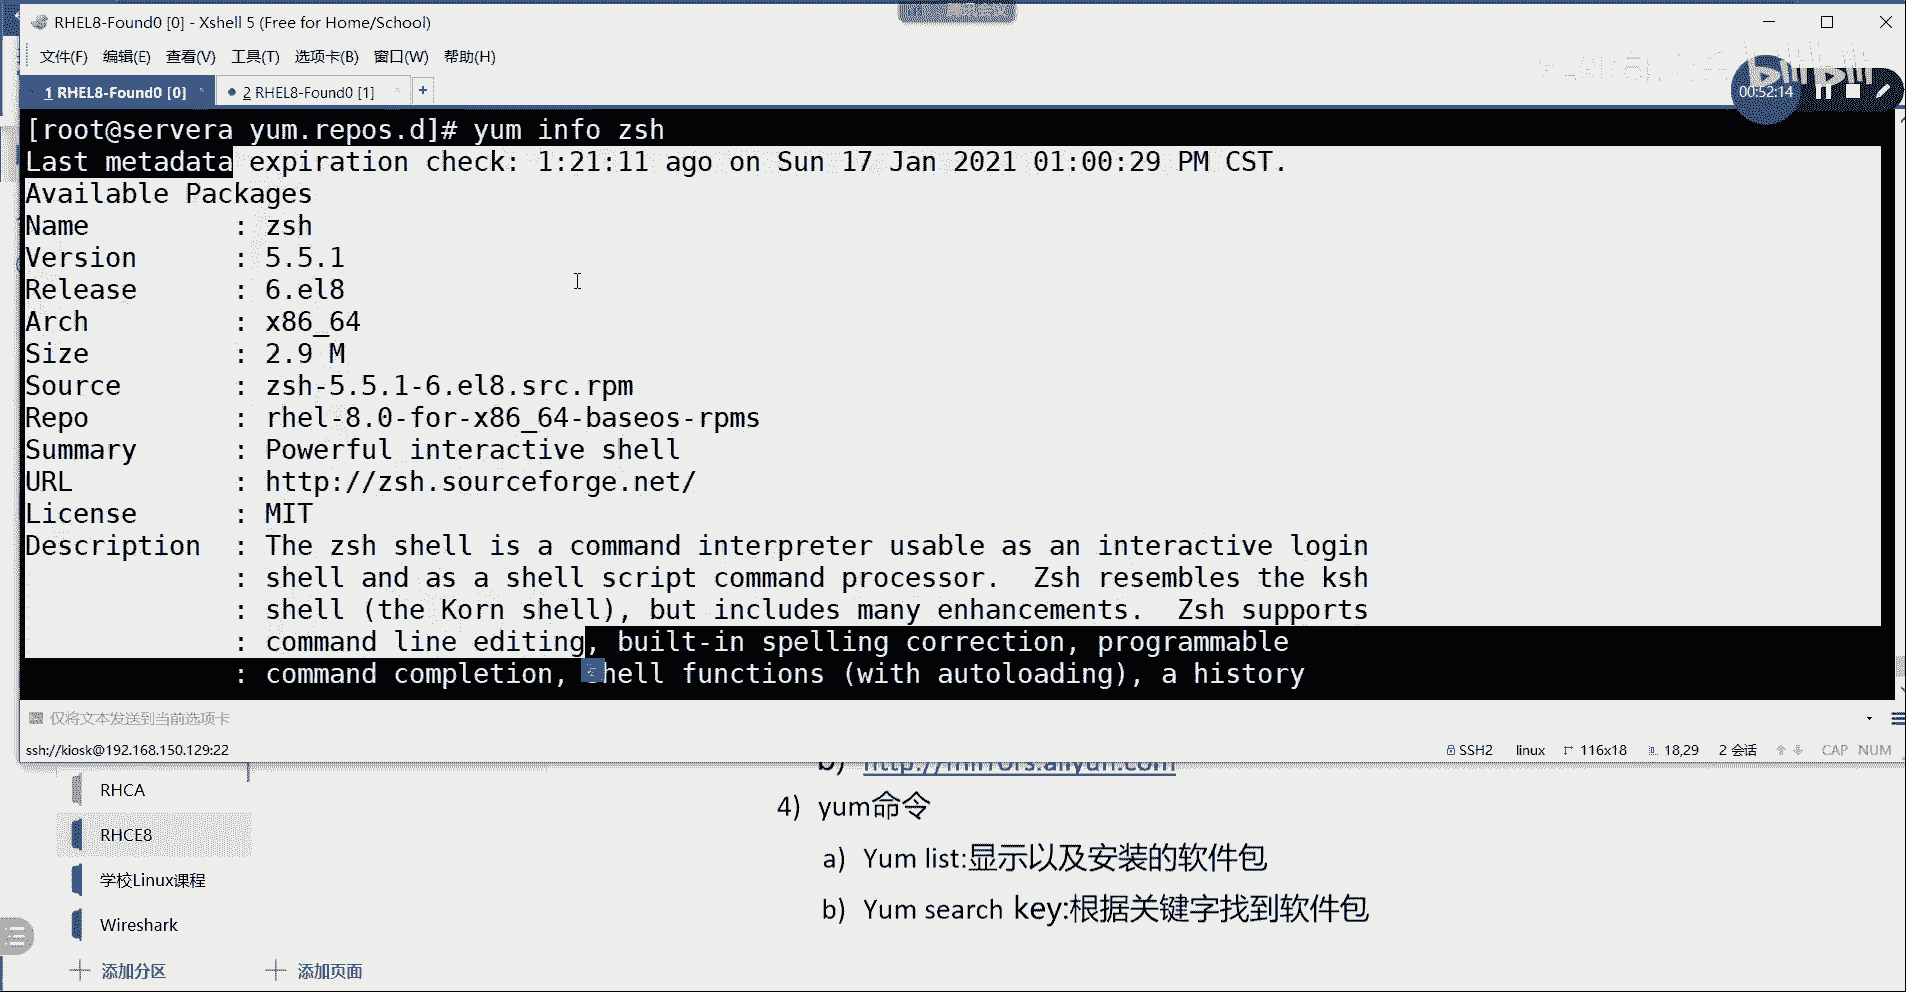 RHEL8-Found0 [0] - Xshell 5 (Free for Home/School)
文件(F) 编辑(E) 查看(V) 工具(T) 选项卡(B) 窗口(W) 帮助(H)
1 RHEL8-Found0 [0] 2 RHEL8-Found0 [1] +
bilibili
00:52:14
[root@servera yum.repos.d]# yum info zsh
Last metadata expiration check: 1:21:11 ago on Sun 17 Jan 2021 01:00:29 PM CST.
Available Packages
Name : zsh
Version : 5.5.1
Release : 6.el8
Arch : x86_64
Size : 2.9 M
Source : zsh-5.5.1-6.el8.src.rpm
Repo : rhel-8.0-for-x86_64-baseos-rpms
Summary : Powerful interactive shell
URL : http://zsh.sourceforge.net/
License : MIT
Description : The zsh shell is a command interpreter usable as an interactive login
: shell and as a shell script command processor.  Zsh resembles the ksh
: shell (the Korn shell), but includes many enhancements.  Zsh supports
: command line editing, built-in spelling correction, programmable
: command completion, shell functions (with autoloading), a history
仅将文本发送到当前选项卡
ssh://kiosk@192.168.150.129:22 SSH2 linux 116x18 18,29 2 会话 CAP NUM
b) http://mirrors.aliyun.com
4) yum命令
a) Yum list:显示以及安装的软件包
b) Yum search key:根据关键字找到软件包
RHCA
RHCE8
学校Linux课程
Wireshark
添加分区 添加页面